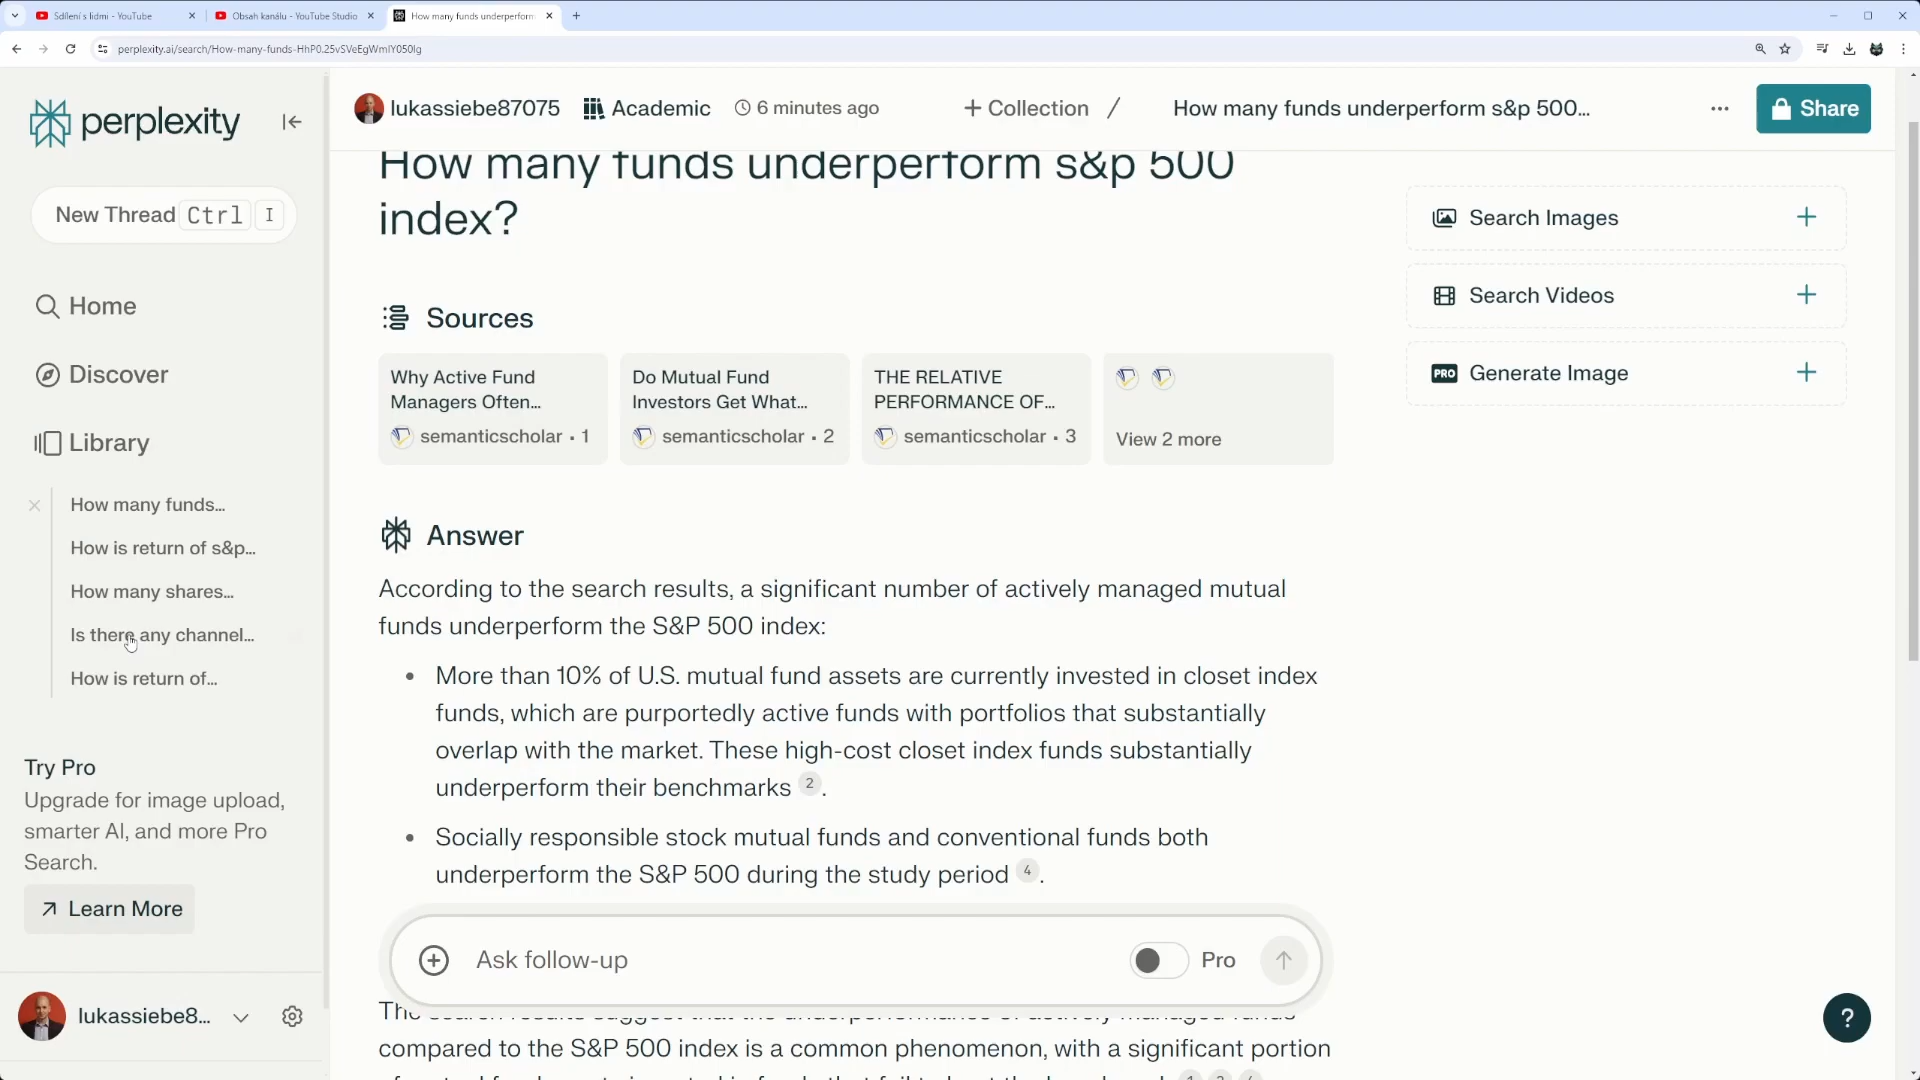 Sdílení s lidmi - YouTube
Obsah kanálu - YouTube Studio
How many funds underperform
perplexity.ai/search/How-many-funds-HhP0.25vSVeEgWmlY050lg
perplexity
New Thread Ctrl I
Home
Discover
Library
How many funds...
How is return of s&p...
How many shares...
Is there any channel...
How is return of...
Try Pro
Upgrade for image upload,
smarter AI, and more Pro
Search.
Learn More
lukassiebe8...
lukassiebe87075
Academic
6 minutes ago
Collection /
How many funds underperform s&p 500...
Share
How many funds underperform s&p 500
index?
Sources
Why Active Fund
Managers Often...
semanticscholar • 1
Do Mutual Fund
Investors Get What...
semanticscholar • 2
THE RELATIVE
PERFORMANCE OF...
semanticscholar • 3
View 2 more
Answer
According to the search results, a significant number of actively managed mutual
funds underperform the S&P 500 index:
• More than 10% of U.S. mutual fund assets are currently invested in closet index
funds, which are purportedly active funds with portfolios that substantially
overlap with the market. These high-cost closet index funds substantially
underperform their benchmarks 2.
• Socially responsible stock mutual funds and conventional funds both
underperform the S&P 500 during the study period 4.
Ask follow-up
Pro
compared to the S&P 500 index is a common phenomenon, with a significant portion
Search Images
Search Videos
PRO Generate Image
?